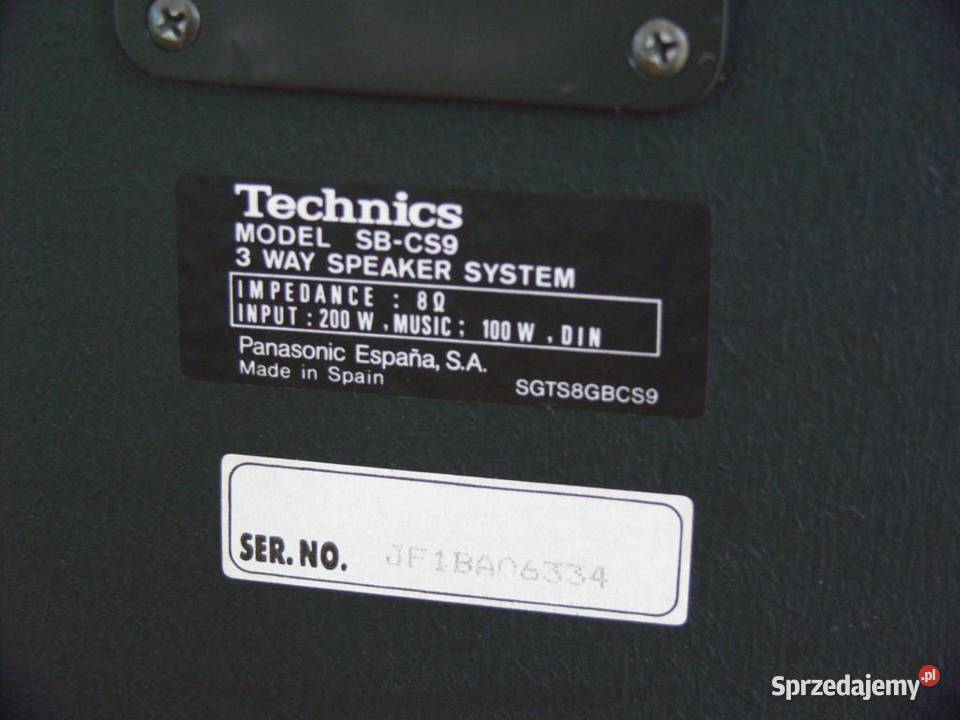 Technics
MODEL SB-CS9
3 WAY SPEAKER SYSTEM
IMPEDANCE : 8Ω
INPUT : 200 W , MUSIC ; 100 W , DIN
Panasonic España, S.A.
Made in Spain
SGTS8GBCS9
SER. NO. JF1BA06334
Sprzedajemy.pl